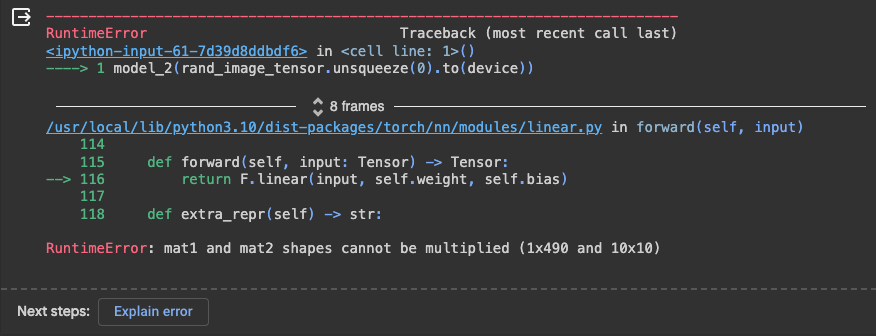 RuntimeError Traceback (most recent call last)
<ipython-input-61-7d39d8ddbdf6> in <cell line: 1>()
----> 1 model_2(rand_image_tensor.unsqueeze(0).to(device))
8 frames
/usr/local/lib/python3.10/dist-packages/torch/nn/modules/linear.py in forward(self, input)
114
115 def forward(self, input: Tensor) -> Tensor:
--> 116 return F.linear(input, self.weight, self.bias)
117
118 def extra_repr(self) -> str:
RuntimeError: mat1 and mat2 shapes cannot be multiplied (1x490 and 10x10)
Next steps: Explain error